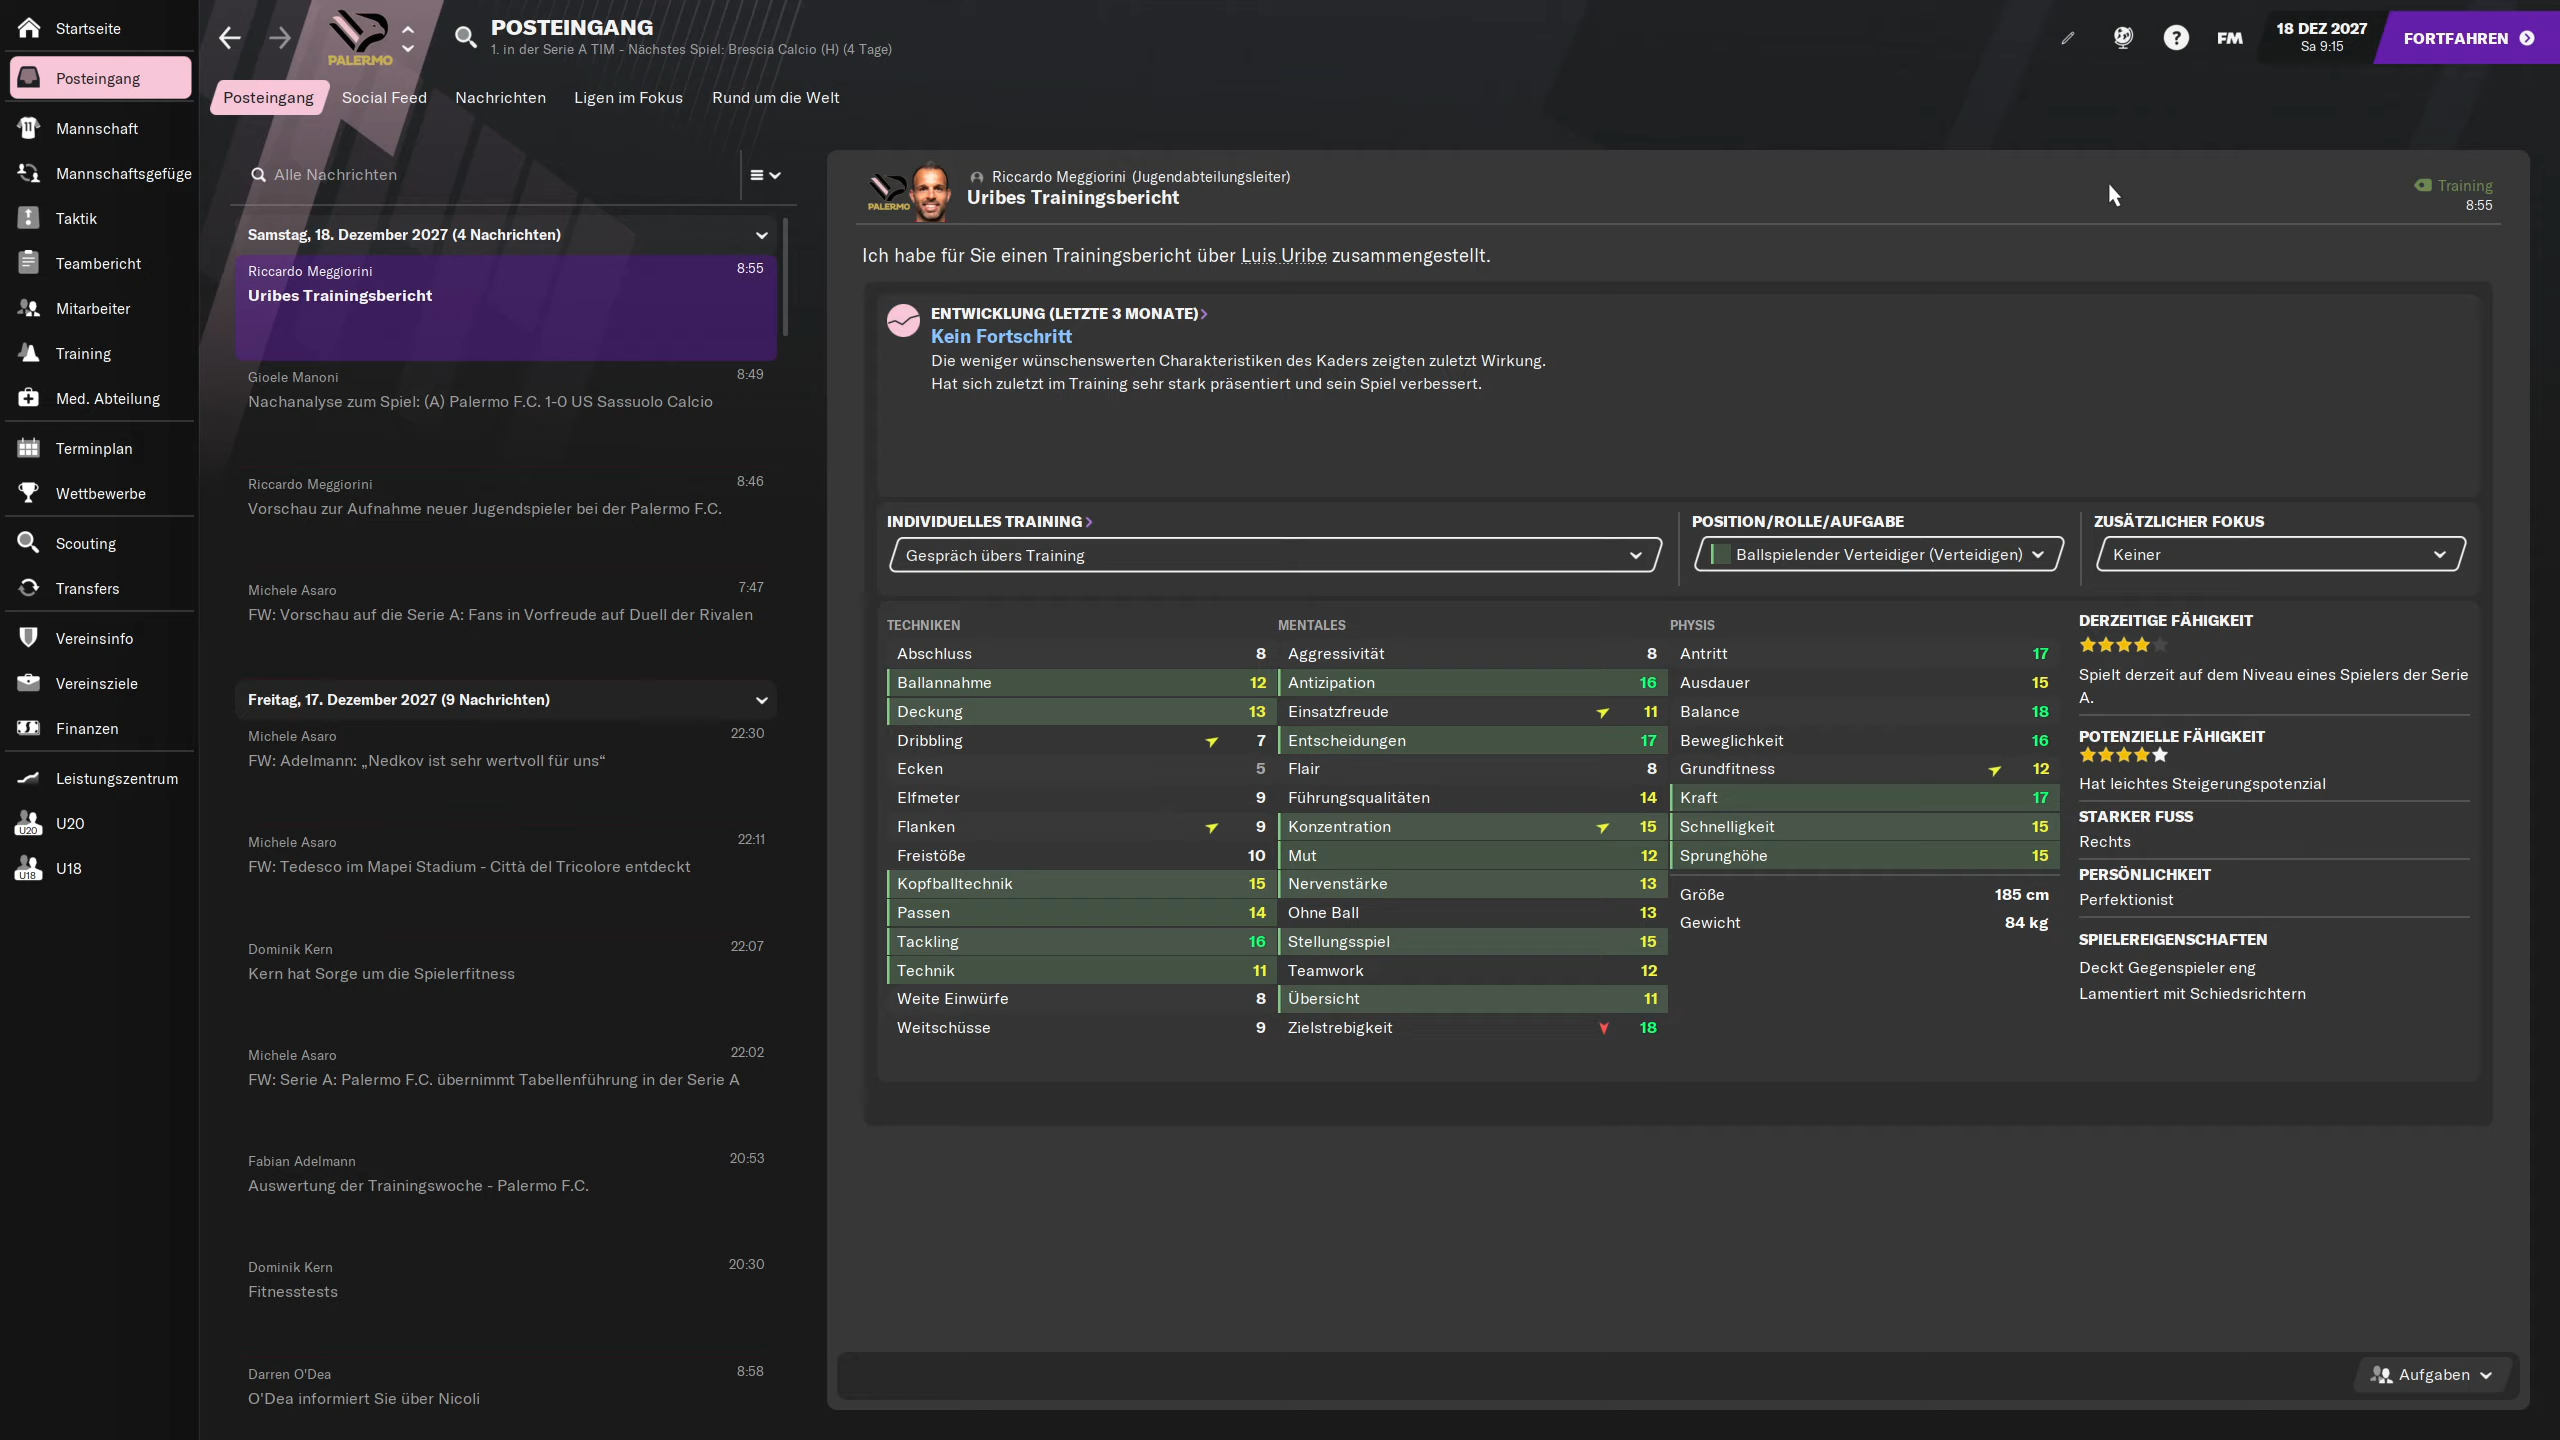 Startseite
Posteingang
Mannschaft
Mannschaftsgefüge
Taktik
Teambericht
Mitarbeiter
Training
Med. Abteilung
Terminplan
Wettbewerbe
Scouting
Transfers
Vereinsinfo
Vereinsziele
Finanzen
Leistungszentrum
U20 U20
U18 U18
PALERMO
POSTEINGANG
1. in der Serie A TIM - Nächstes Spiel: Brescia Calcio (H) (4 Tage)
FM
18 DEZ 2027
Sa 9:15
FORTFAHREN
Posteingang Social Feed Nachrichten Ligen im Fokus Rund um die Welt
Alle Nachrichten
Samstag, 18. Dezember 2027 (4 Nachrichten)
Riccardo Meggiorini 8:55
Uribes Trainingsbericht
Gioele Manoni 8:49
Nachanalyse zum Spiel: (A) Palermo F.C. 1-0 US Sassuolo Calcio
Riccardo Meggiorini 8:46
Vorschau zur Aufnahme neuer Jugendspieler bei der Palermo F.C.
Michele Asaro 7:47
FW: Vorschau auf die Serie A: Fans in Vorfreude auf Duell der Rivalen
Freitag, 17. Dezember 2027 (9 Nachrichten)
Michele Asaro 22:30
FW: Adelmann: „Nedkov ist sehr wertvoll für uns“
Michele Asaro 22:11
FW: Tedesco im Mapei Stadium - Città del Tricolore entdeckt
Dominik Kern 22:07
Kern hat Sorge um die Spielerfitness
Michele Asaro 22:02
FW: Serie A: Palermo F.C. übernimmt Tabellenführung in der Serie A
Fabian Adelmann 20:53
Auswertung der Trainingswoche - Palermo F.C.
Dominik Kern 20:30
Fitnesstests
Darren O'Dea 8:58
O'Dea informiert Sie über Nicoli
PALERMO
Riccardo Meggiorini (Jugendabteilungsleiter)
Uribes Trainingsbericht
Training
8:55
Ich habe für Sie einen Trainingsbericht über Luis Uribe zusammengestellt.
ENTWICKLUNG (LETZTE 3 MONATE)
Kein Fortschritt
Die weniger wünschenswerten Charakteristiken des Kaders zeigten zuletzt Wirkung.
Hat sich zuletzt im Training sehr stark präsentiert und sein Spiel verbessert.
INDIVIDUELLES TRAINING
Gespräch übers Training
POSITION/ROLLE/AUFGABE
Ballspielender Verteidiger (Verteidigen)
ZUSÄTZLICHER FOKUS
Keiner
TECHNIKEN
Abschluss 8
Ballannahme 12
Deckung 13
Dribbling 7
Ecken 5
Elfmeter 9
Flanken 9
Freistöße 10
Kopfballtechnik 15
Passen 14
Tackling 16
Technik 11
Weite Einwürfe 8
Weitschüsse 9
MENTALES
Aggressivität 8
Antizipation 16
Einsatzfreude 11
Entscheidungen 17
Flair 8
Führungsqualitäten 14
Konzentration 15
Mut 12
Nervenstärke 13
Ohne Ball 13
Stellungsspiel 15
Teamwork 12
Übersicht 11
Zielstrebigkeit 18
PHYSIS
Antritt 17
Ausdauer 15
Balance 18
Beweglichkeit 16
Grundfitness 12
Kraft 17
Schnelligkeit 15
Sprunghöhe 15
Größe 185 cm
Gewicht 84 kg
DERZEITIGE FÄHIGKEIT
Spielt derzeit auf dem Niveau eines Spielers der Serie
A.
POTENZIELLE FÄHIGKEIT
Hat leichtes Steigerungspotenzial
STARKER FUSS
Rechts
PERSÖNLICHKEIT
Perfektionist
SPIELEREIGENSCHAFTEN
Deckt Gegenspieler eng
Lamentiert mit Schiedsrichtern
Aufgaben